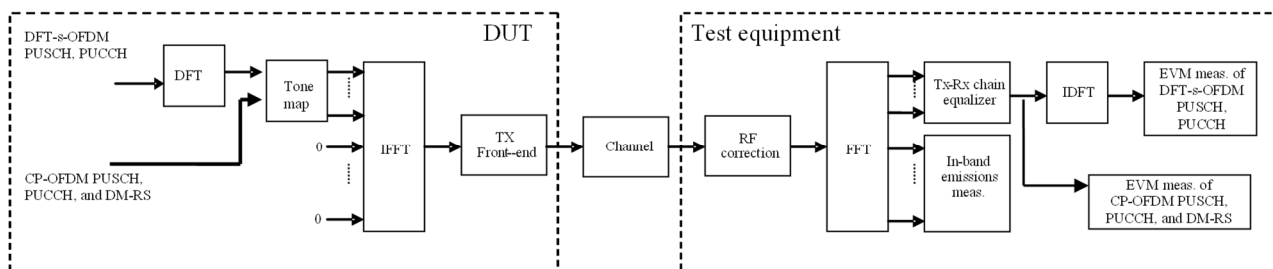 DUT
Test equipment
DFT-s-OFDM
PUSCH, PUCCH
DFT
Tone
map
0
0
IFFT
TX
Front--end
Channel
RF
correction
FFT
Tx-Rx chain
equalizer
IDFT
EVM meas. of
DFT-s-OFDM
PUSCH,
PUCCH
In-band
emissions
meas.
CP-OFDM PUSCH,
PUCCH, and DM-RS
EVM meas. of
CP-OFDM PUSCH,
PUCCH, and DM-RS